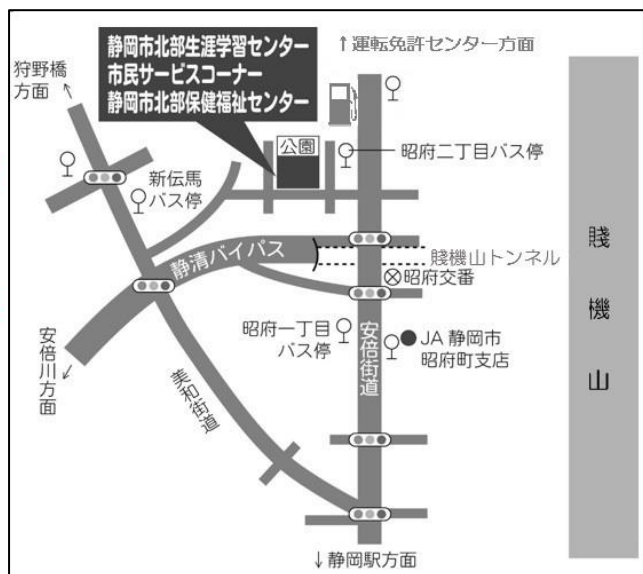 静岡市北部生涯学習センター
市民サービスコーナー
静岡市北部保健福祉センター
↑運転免許センター方面
狩野橋
方面
公園
昭府二丁目バス停
新伝馬
バス停
静清バイパス
賤機山トンネル
昭府交番
賤機山
安倍川方面
昭府一丁目
バス停
安倍街道
JA 静岡市
昭府町支店
美和街道
↓静岡駅方面